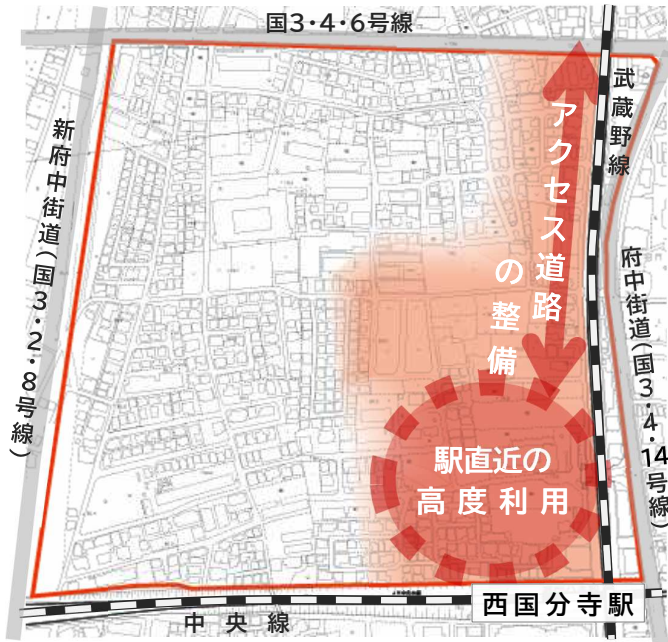 国3・4・6号線
武蔵野線
新府中街道(国3・2・8号線)
アクセス道路
の整備
府中街道(国3・4・14号線)
駅直近の
高度利用
西国分寺駅
中央線